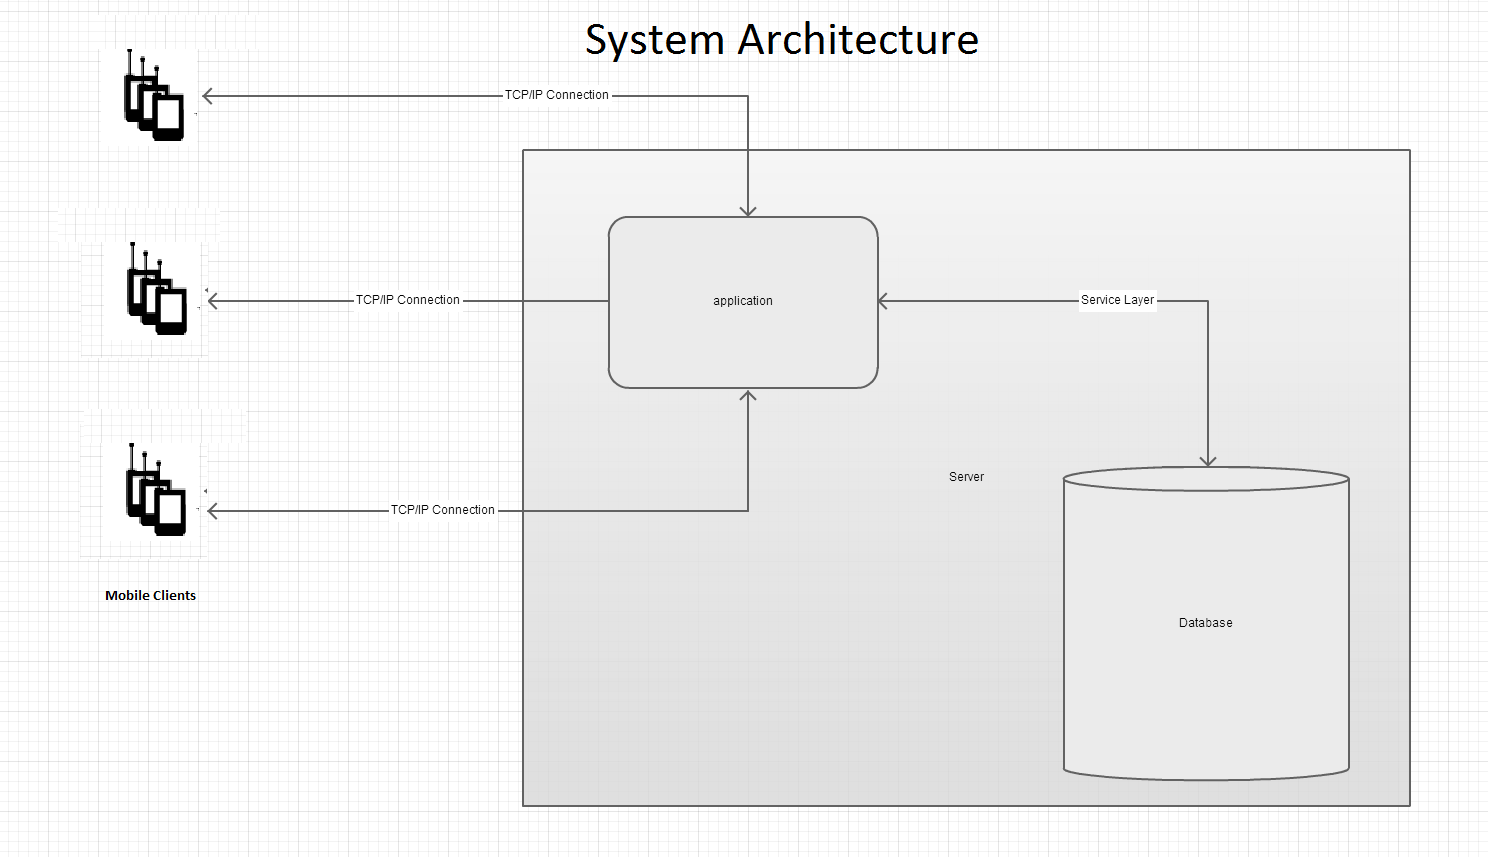 System Architecture
TCP/IP Connection
TCP/IP Connection
application
Service Layer
Server
TCP/IP Connection
Mobile Clients
Database